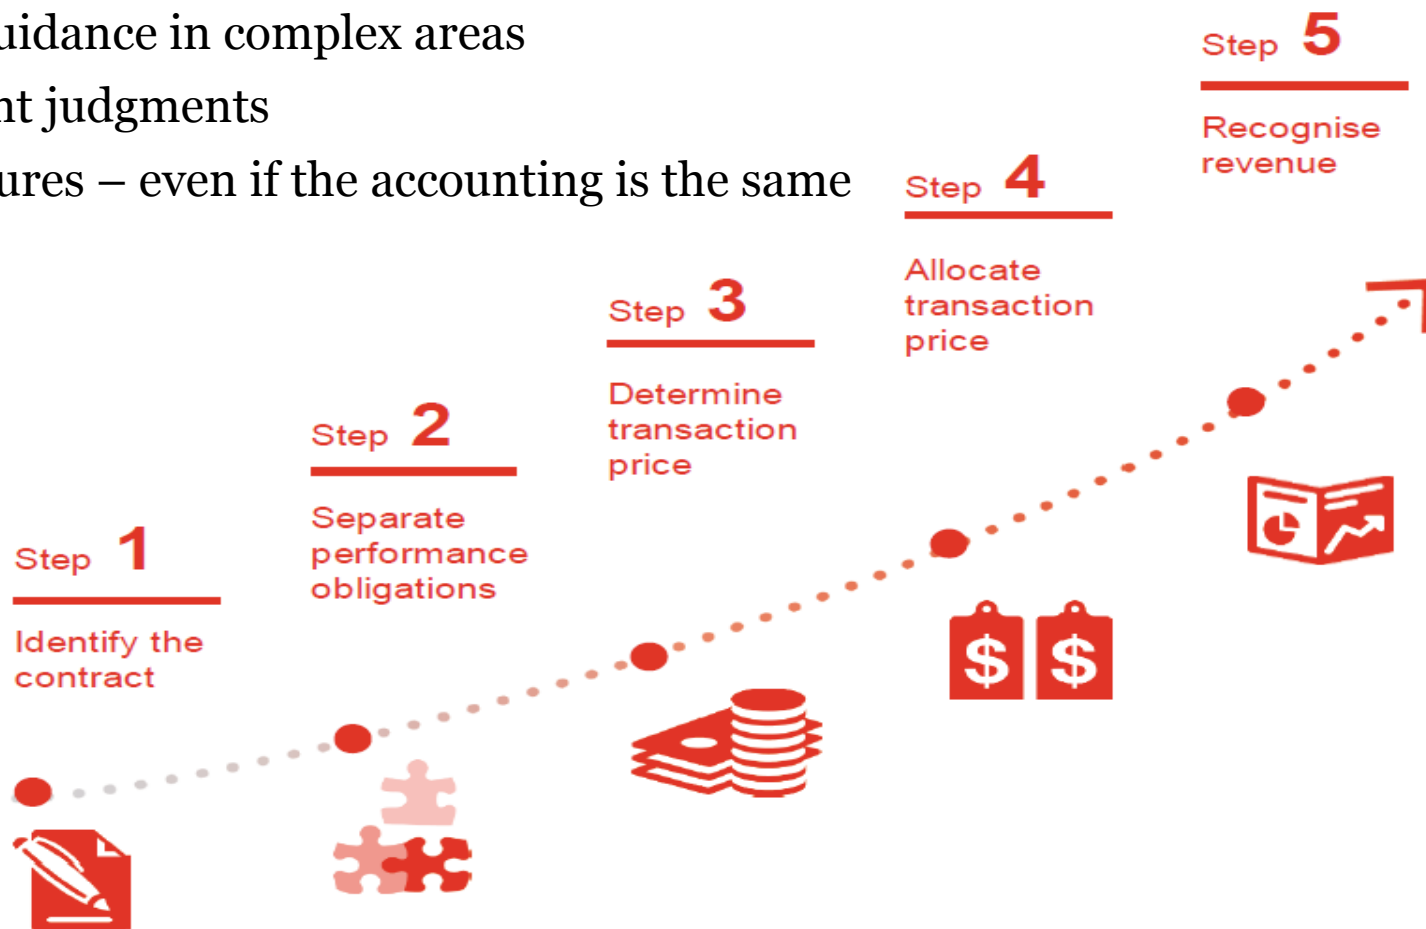 uidance in complex areas
nt judgments
ures – even if the accounting is the same
Step 1
Identify the
contract
Step 2
Separate
performance
obligations
Step 3
Determine
transaction
price
Step 4
Allocate
transaction
price
Step 5
Recognise
revenue
$ $